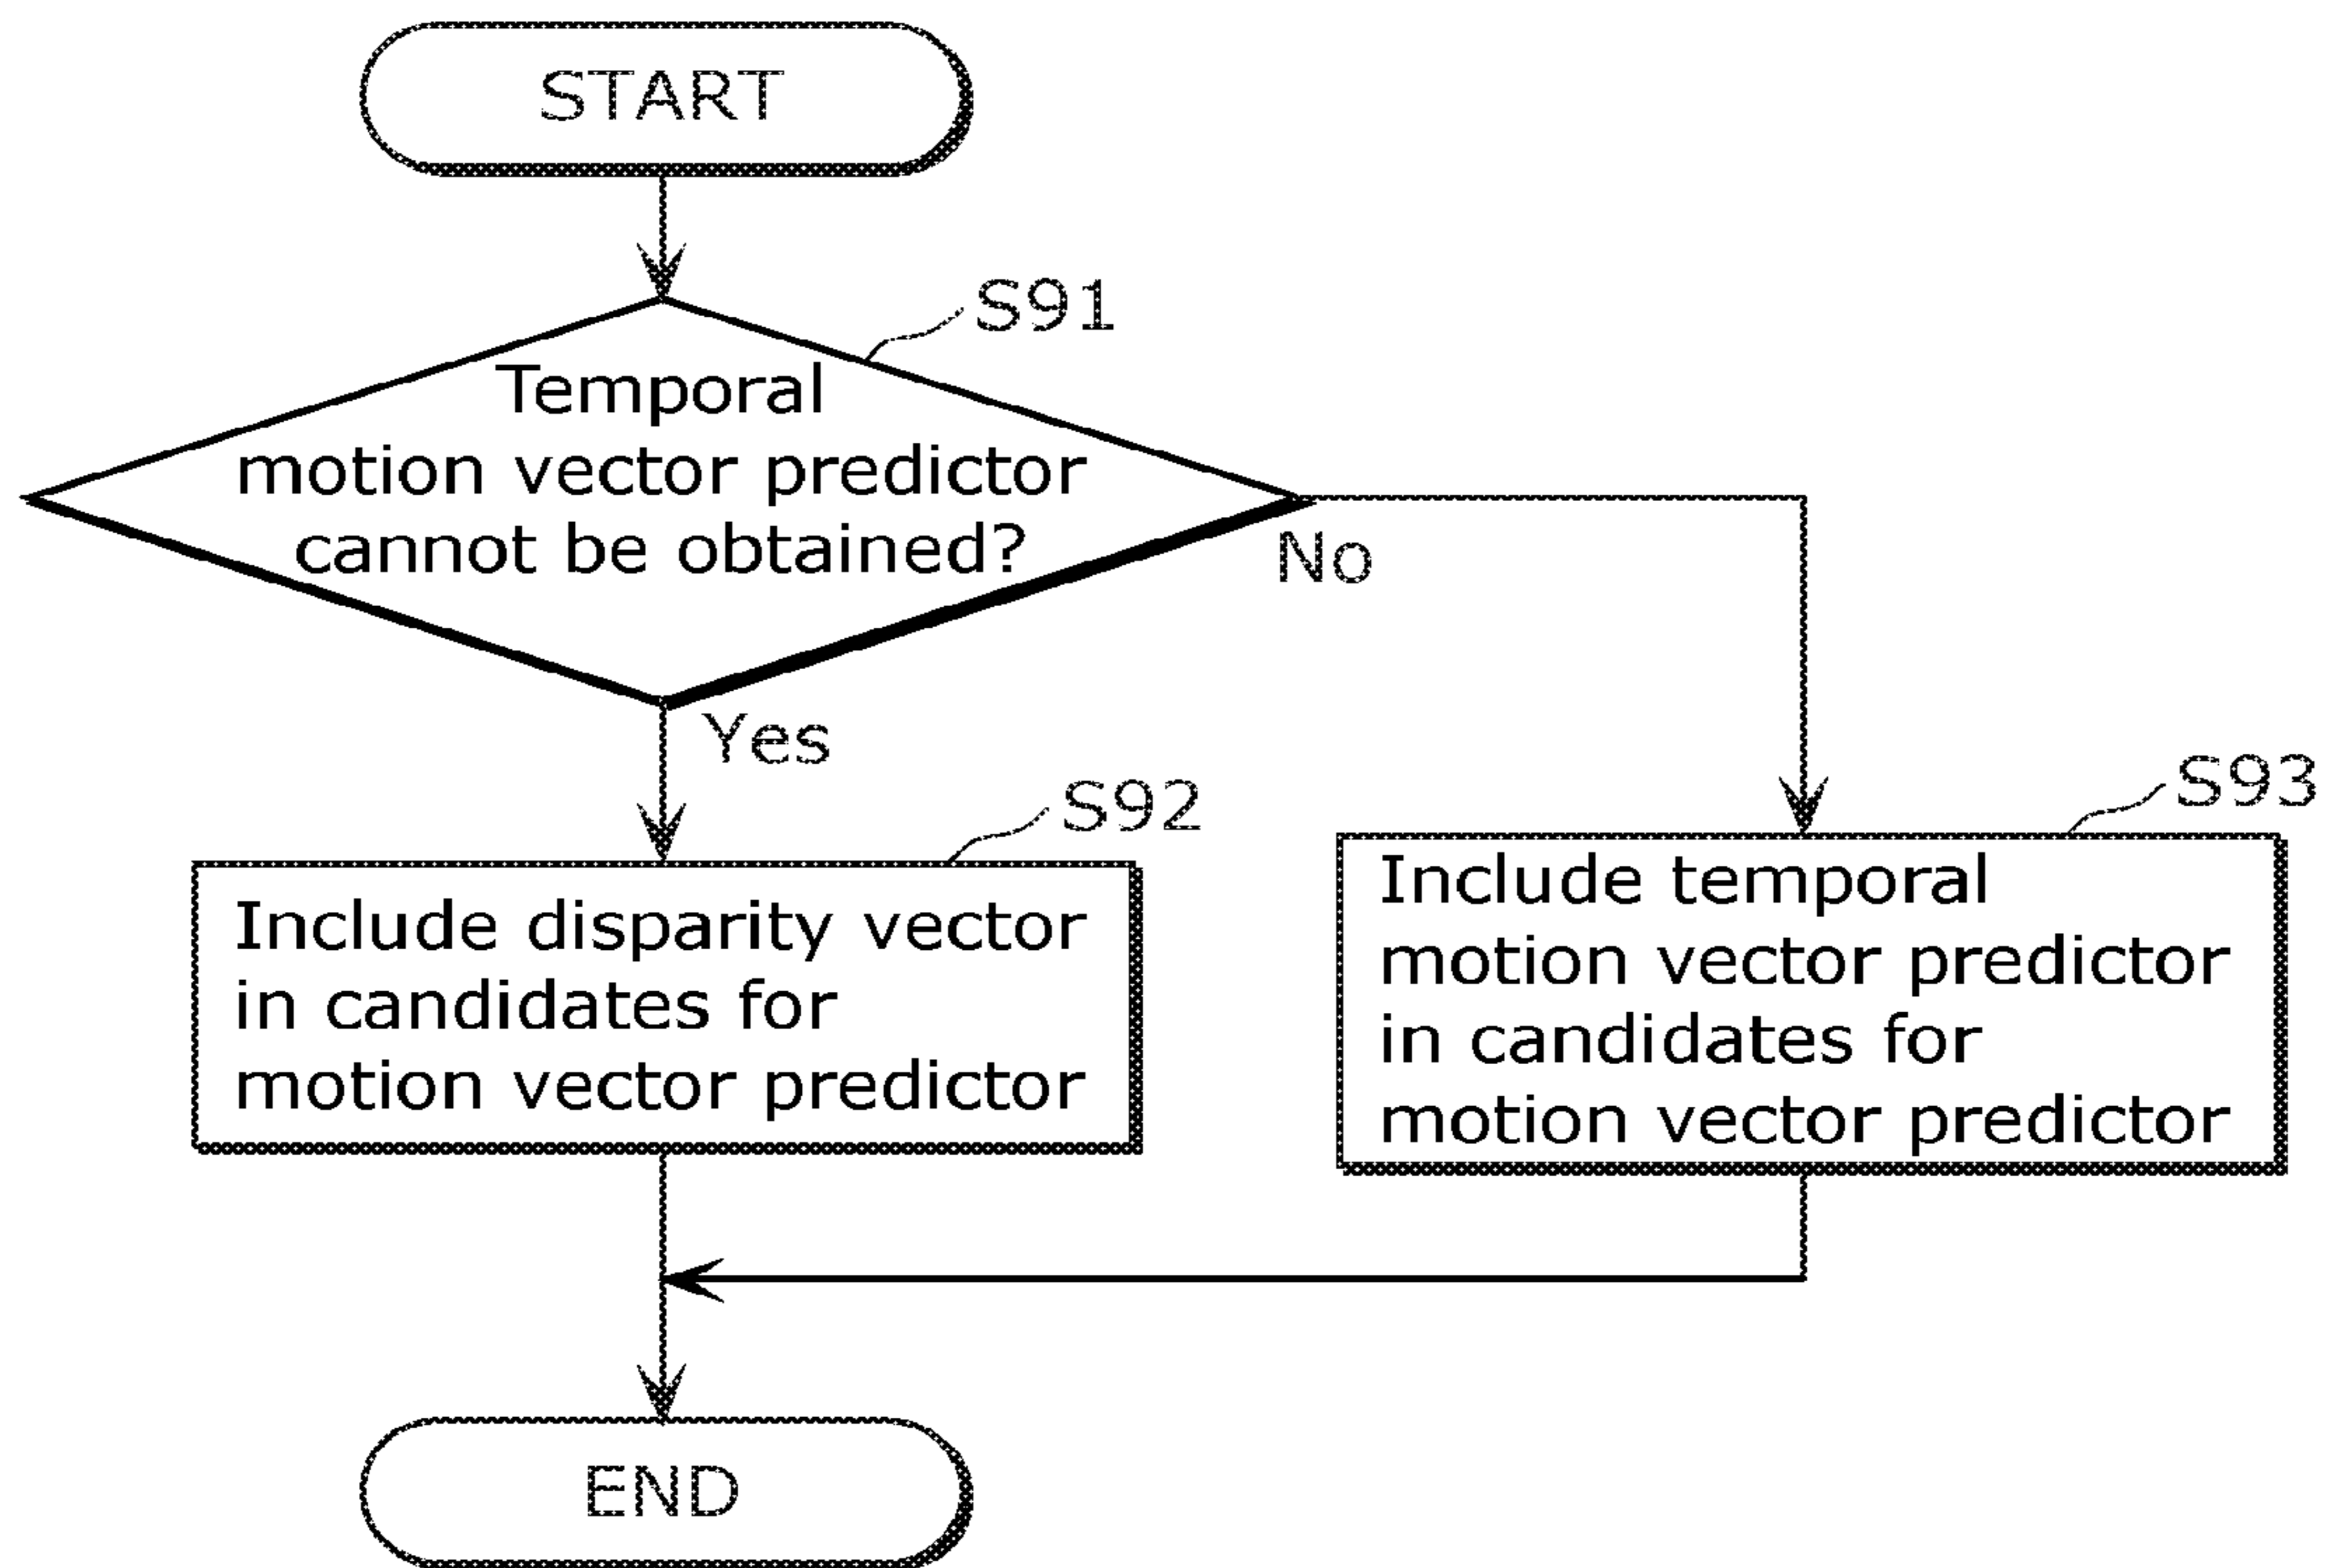 START
S91
Temporal
motion vector predictor
cannot be obtained?
No
Yes
S92
Include disparity vector
in candidates for
motion vector predictor
S93
Include temporal
motion vector predictor
in candidates for
motion vector predictor
END